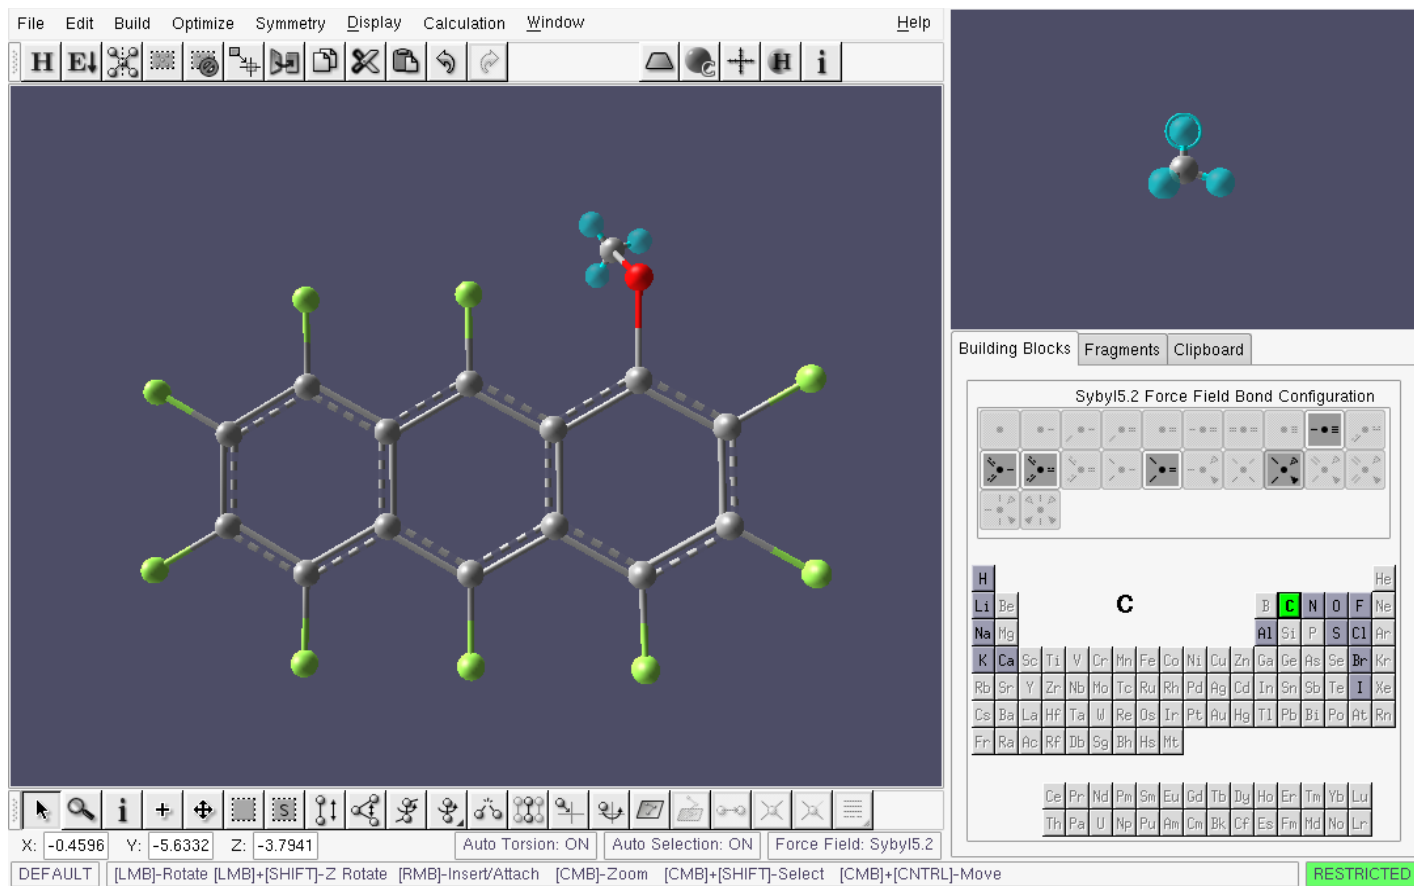 File Edit Build Optimize Symmetry Display Calculation Window Help
H E↓ C H i
Building Blocks Fragments Clipboard
Sybyl5.2 Force Field Bond Configuration
C
H He
Li Be B C N O F Ne
Na Mg Al Si P S Cl Ar
K Ca Sc Ti V Cr Mn Fe Co Ni Cu Zn Ga Ge As Se Br Kr
Rb Sr Y Zr Nb Mo Tc Ru Rh Pd Ag Cd In Sn Sb Te I Xe
Cs Ba La Hf Ta W Re Os Ir Pt Au Hg Tl Pb Bi Po At Rn
Fr Ra Ac Rf Db Sg Bh Hs Mt
Ce Pr Nd Pm Sm Eu Gd Tb Dy Ho Er Tm Yb Lu
Th Pa U Np Pu Am Cm Bk Cf Es Fm Md No Lr
i S
X: -0.4596 Y: -5.6332 Z: -3.7941 Auto Torsion: ON Auto Selection: ON Force Field: Sybyl5.2
DEFAULT [LMB]-Rotate [LMB]+[SHIFT]-Z Rotate [RMB]-Insert/Attach [CMB]-Zoom [CMB]+[SHIFT]-Select [CMB]+[CNTRL]-Move RESTRICTED